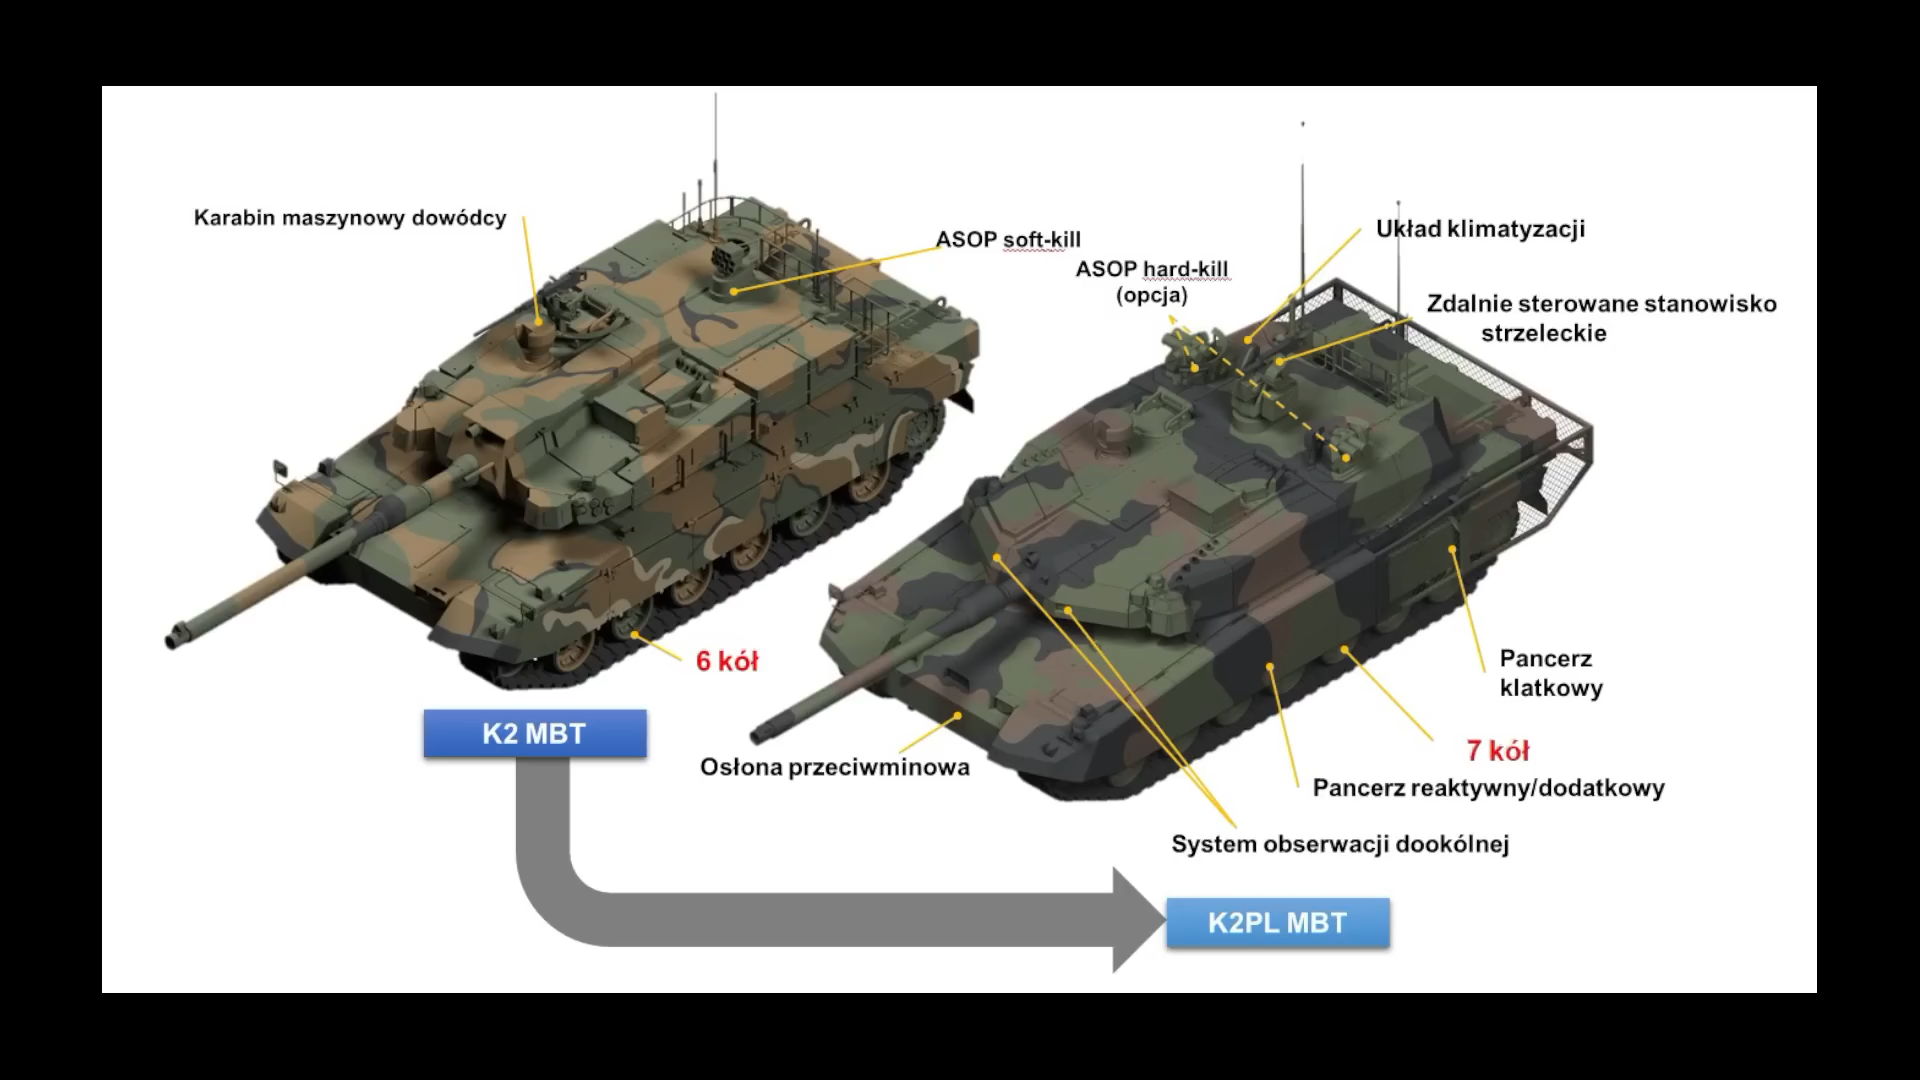 Karabin maszynowy dowódcy
ASOP soft-kill
ASOP hard-kill
(opcja)
Układ klimatyzacji
Zdalnie sterowane stanowisko
strzeleckie
6 kół
K2 MBT
Osłona przeciwminowa
Pancerz
klatkowy
7 kół
Pancerz reaktywny/dodatkowy
System obserwacji dookólnej
K2PL MBT